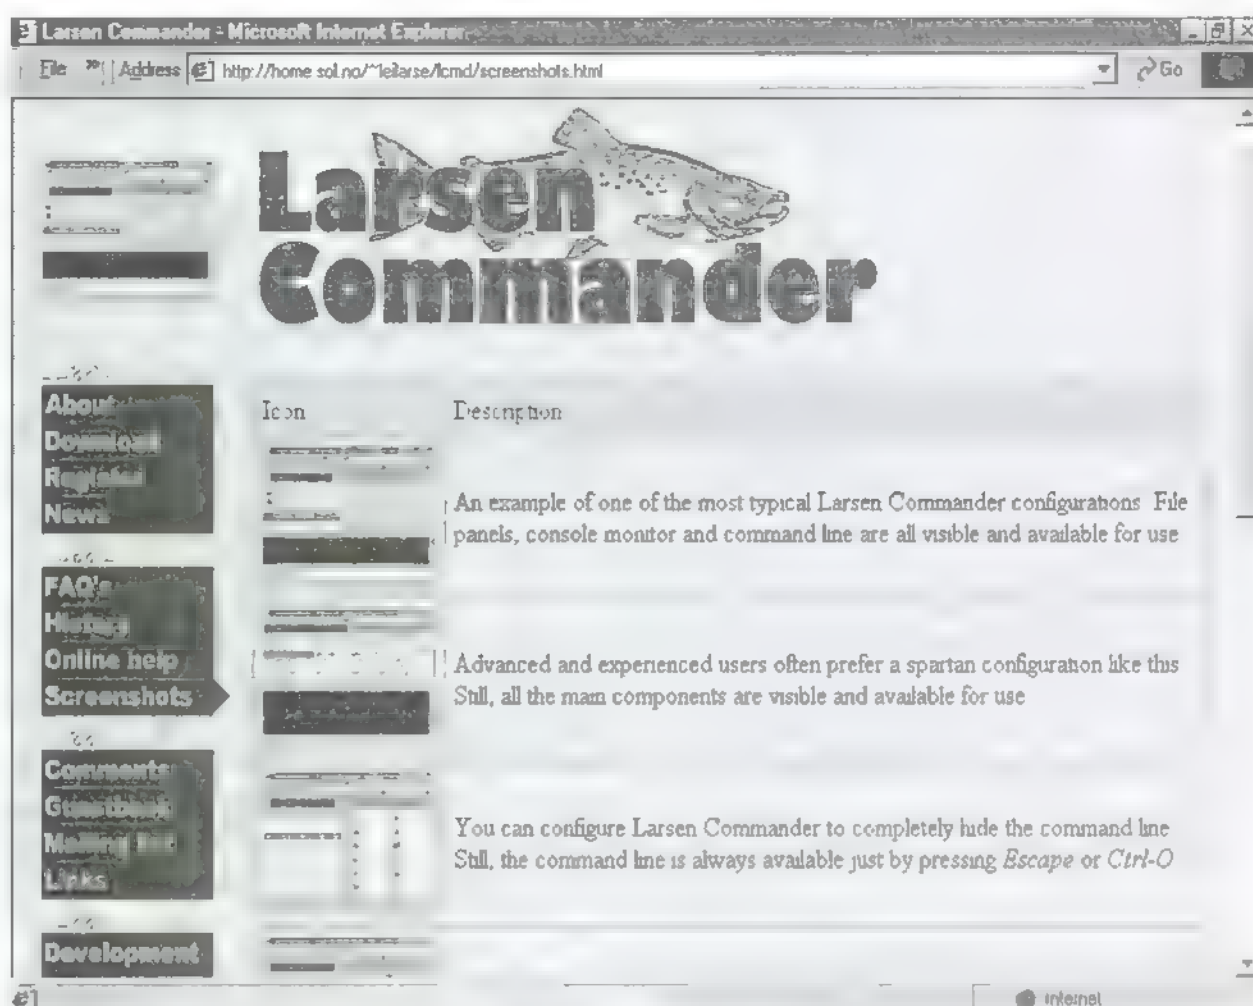 Larsen Commander - Microsoft Internet Explorer
File Address http://home.sol.no/~leilarse/lcmd/screenshots.html Go
Larsen
Commander
About
Download
Register
News
FAQ's
Online help
Screenshots
Comments
Guestbook
Links
Development
Icon Description
An example of one of the most typical Larsen Commander configurations File
panels, console monitor and command line are all visible and available for use
Advanced and experienced users often prefer a spartan configuration like this
Still, all the main components are visible and available for use
You can configure Larsen Commander to completely hide the command line
Still, the command line is always available just by pressing Escape or Ctrl-O
Internet